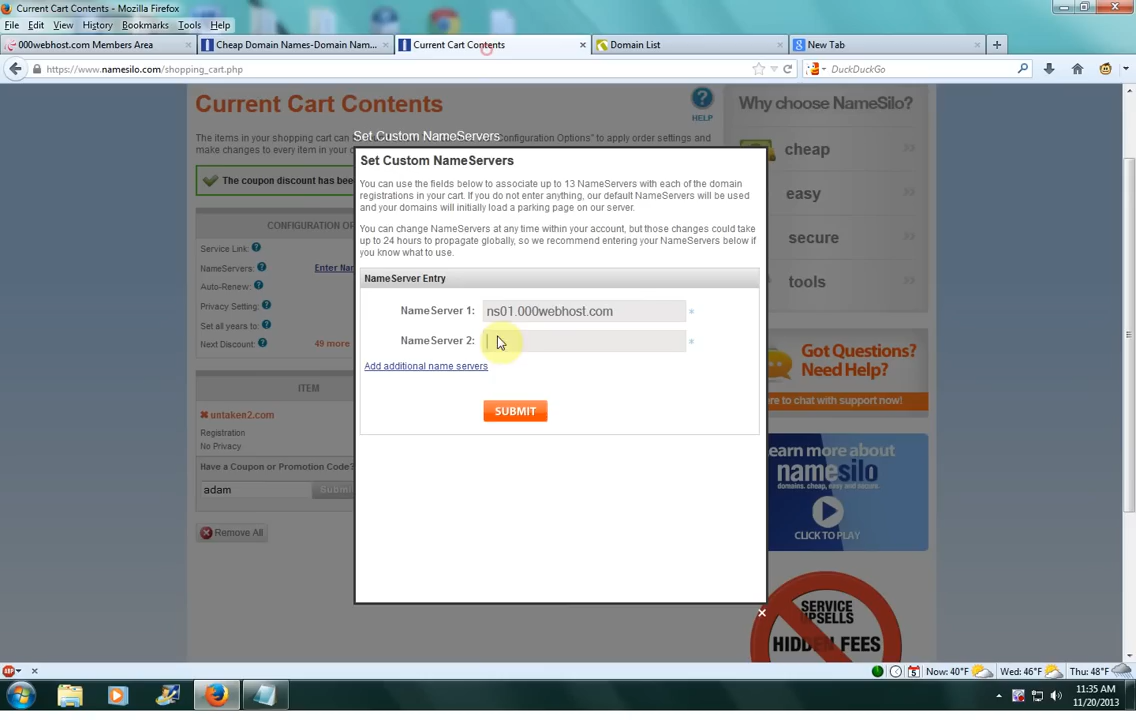 Current Cart Contents - Mozilla Firefox
File Edit View History Bookmarks Tools Help
000webhost.com Members Area
Cheap Domain Names-Domain Nam...
Current Cart Contents
Domain List
New Tab
https://www.namesilo.com/shopping_cart.php
DuckDuckGo
Current Cart Contents
HELP
The items in your shopping cart can
onfiguration Options" to apply order settings and
make changes to every item in your c
The coupon discount has bee
CONFIGURATION OP
Service Link:
NameServers:
Enter Nar
Auto-Renew:
Privacy Setting:
Set all years to:
Next Discount:
49 more
ITEM
untaken2.com
Registration
No Privacy
Have a Coupon or Promotion Code?
adam
Submit
Remove All
Set Custom NameServers
Set Custom NameServers
You can use the fields below to associate up to 13 NameServers with each of the domain
registrations in your cart. If you do not enter anything, our default NameServers will be used
and your domains will initially load a parking page on our server.
You can change NameServers at any time within your account, but those changes could take
up to 24 hours to propagate globally, so we recommend entering your NameServers below if
you know what to use.
NameServer Entry
NameServer 1: ns01.000webhost.com *
NameServer 2: *
Add additional name servers
SUBMIT
Why choose NameSilo?
cheap
easy
secure
tools
Got Questions?
Need Help?
re to chat with support now!
earn more about
namesilo
domains. cheap, easy and secure
CLICK TO PLAY
SERVICE
UPSELLS
HIDDEN FEES
Now: 40°F
Wed: 46°F
Thu: 48°F
11:35 AM
11/20/2013